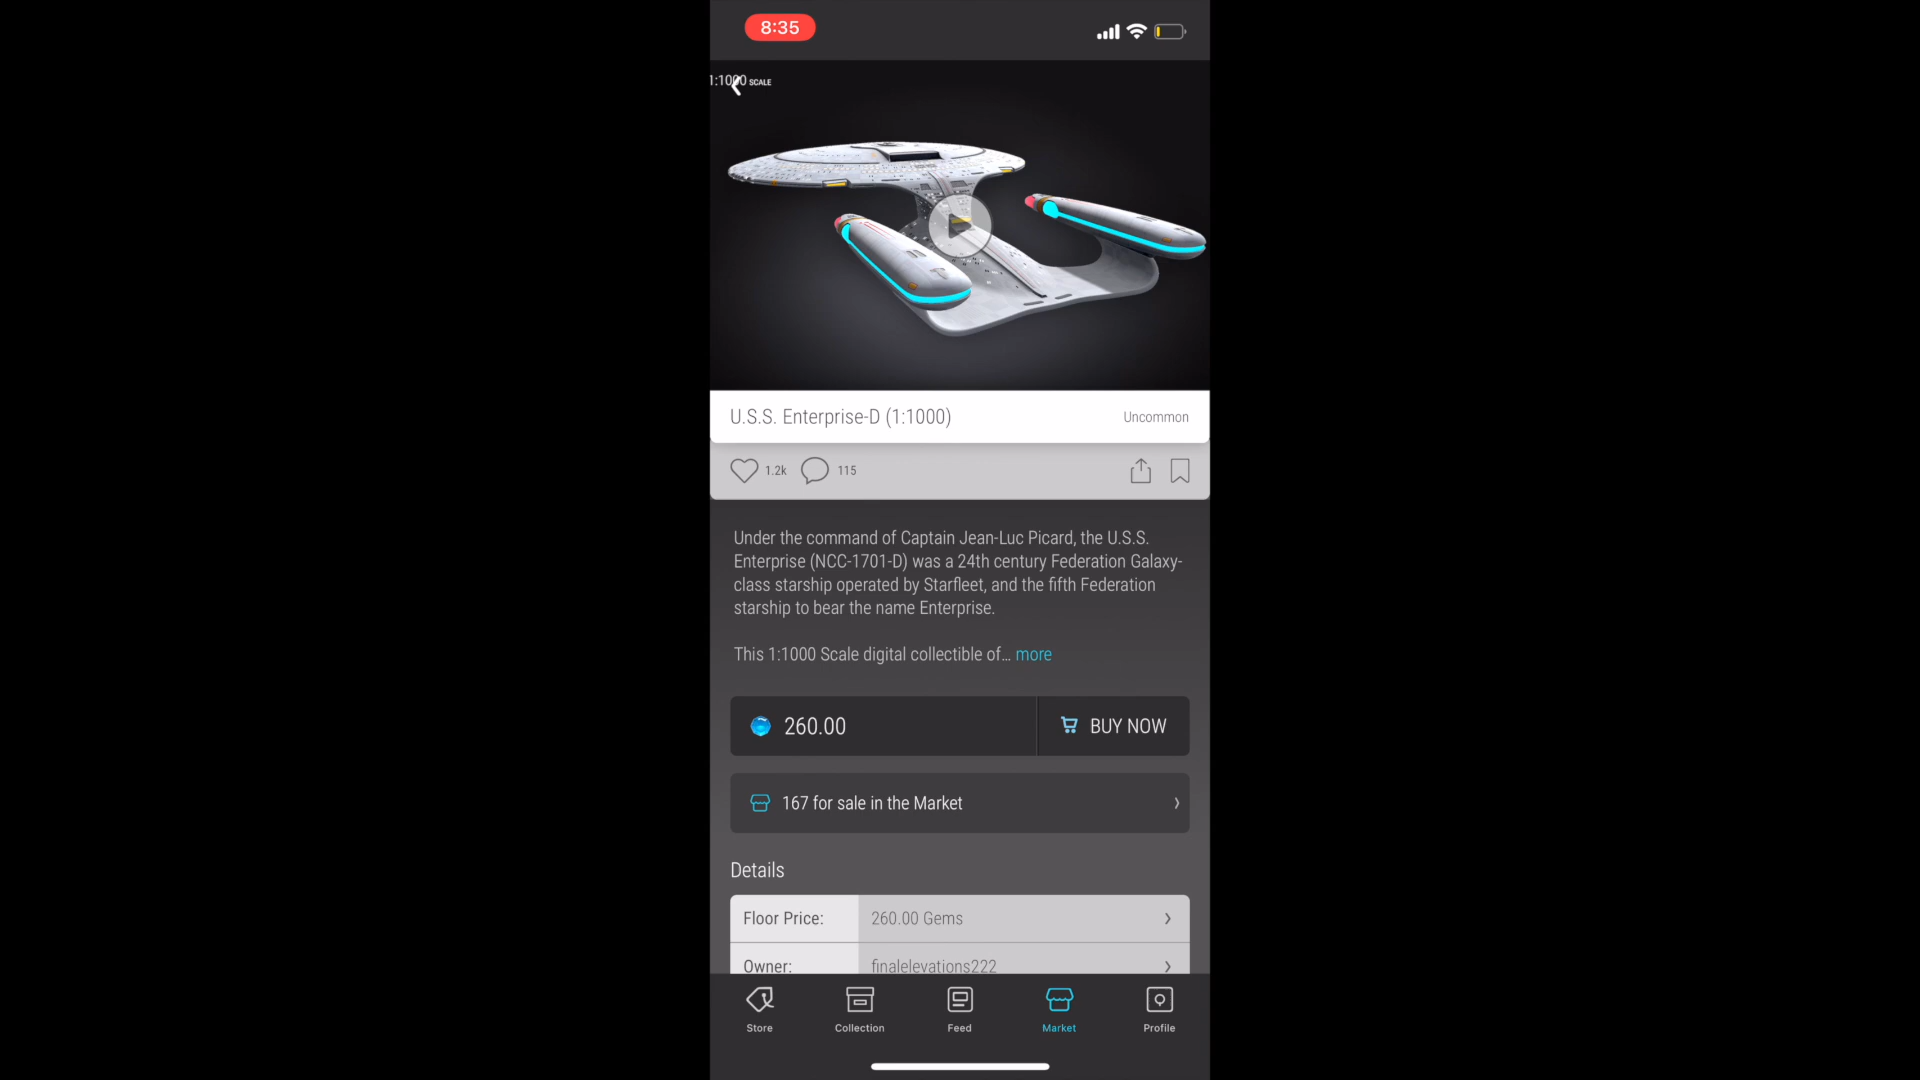 8:35
1:1000 SCALE
U.S.S. Enterprise-D (1:1000)
Uncommon
1.2k
115
Under the command of Captain Jean-Luc Picard, the U.S.S.
Enterprise (NCC-1701-D) was a 24th century Federation Galaxy-
class starship operated by Starfleet, and the fifth Federation
starship to bear the name Enterprise.
This 1:1000 Scale digital collectible of... more
260.00
BUY NOW
167 for sale in the Market
Details
Floor Price:
260.00 Gems
Owner:
finalelevations222
Store
Collection
Feed
Market
Profile